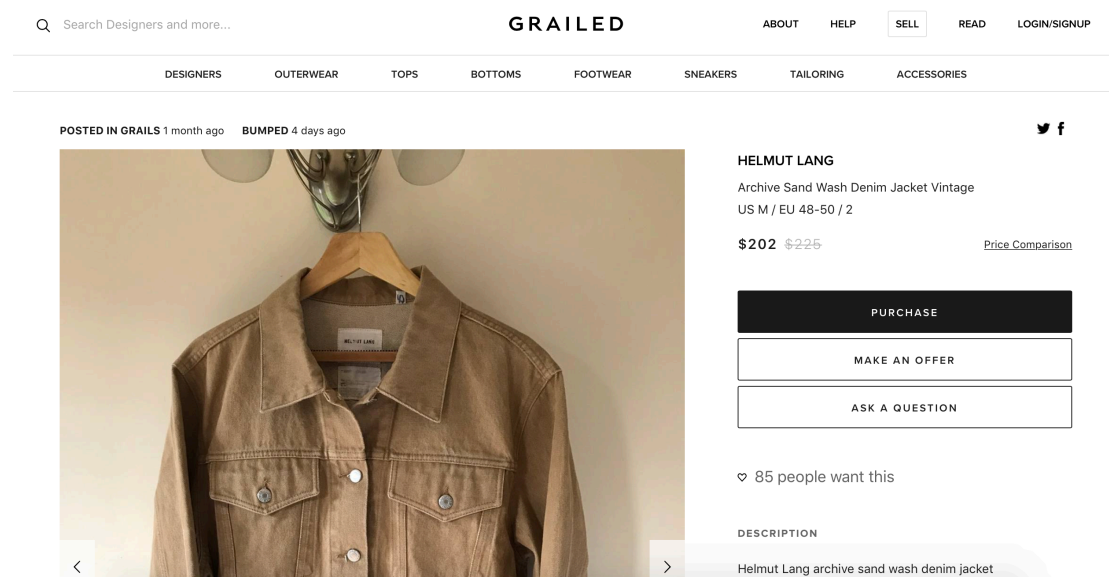 Search Designers and more...
GRAILED
ABOUT HELP SELL READ LOGIN/SIGNUP
DESIGNERS OUTERWEAR TOPS BOTTOMS FOOTWEAR SNEAKERS TAILORING ACCESSORIES
POSTED IN GRAILS 1 month ago BUMPED 4 days ago
HELMUT LANG
HELMUT LANG
Archive Sand Wash Denim Jacket Vintage
US M / EU 48-50 / 2
$202 $225
Price Comparison
PURCHASE
MAKE AN OFFER
ASK A QUESTION
85 people want this
DESCRIPTION
Helmut Lang archive sand wash denim jacket